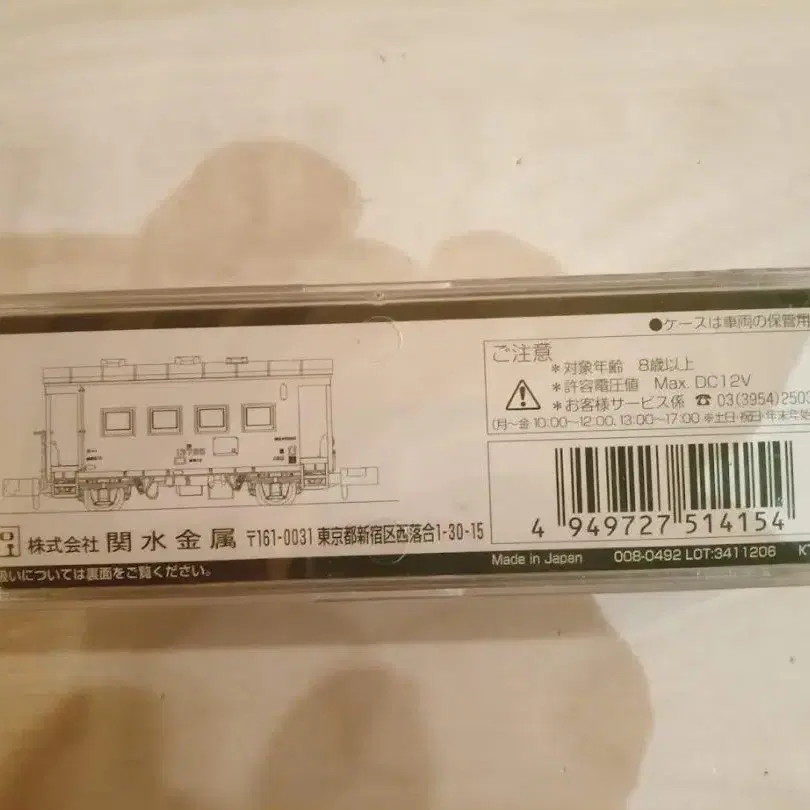 ●ケースは車両の保管用
ご注意
＊対象年齢 8歳以上
＊許容電圧値 Max. DC12V
＊お客様サービス係 ☎ 03(3954)2503
(月〜金 10:00〜12:00, 13:00〜17:00 ※土日・祝日・年末年始
株式会社 関水金属 〒161-0031 東京都新宿区西落合1-30-15
4 949727 514154
Made in Japan 008-0492 LOT:3411206
扱いについては裏面をご覧ください。